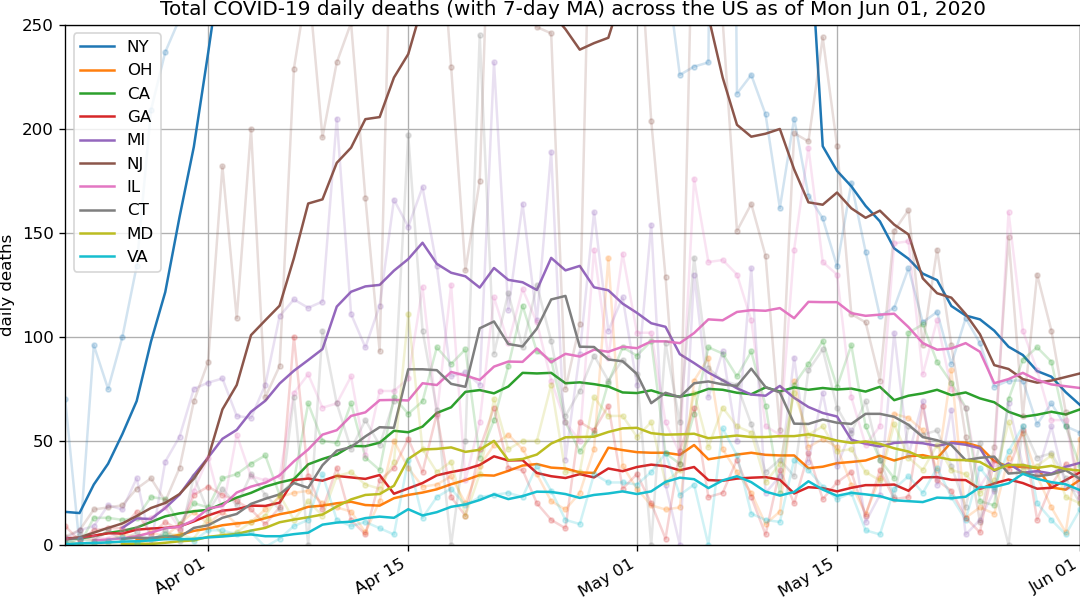 Total COVID-19 daily deaths (with 7-day MA) across the US as of Mon Jun 01, 2020
daily deaths
250
200
150
100
50
0
NY
OH
CA
GA
MI
NJ
IL
CT
MD
VA
Apr 01
Apr 15
May 01
May 15
Jun 01